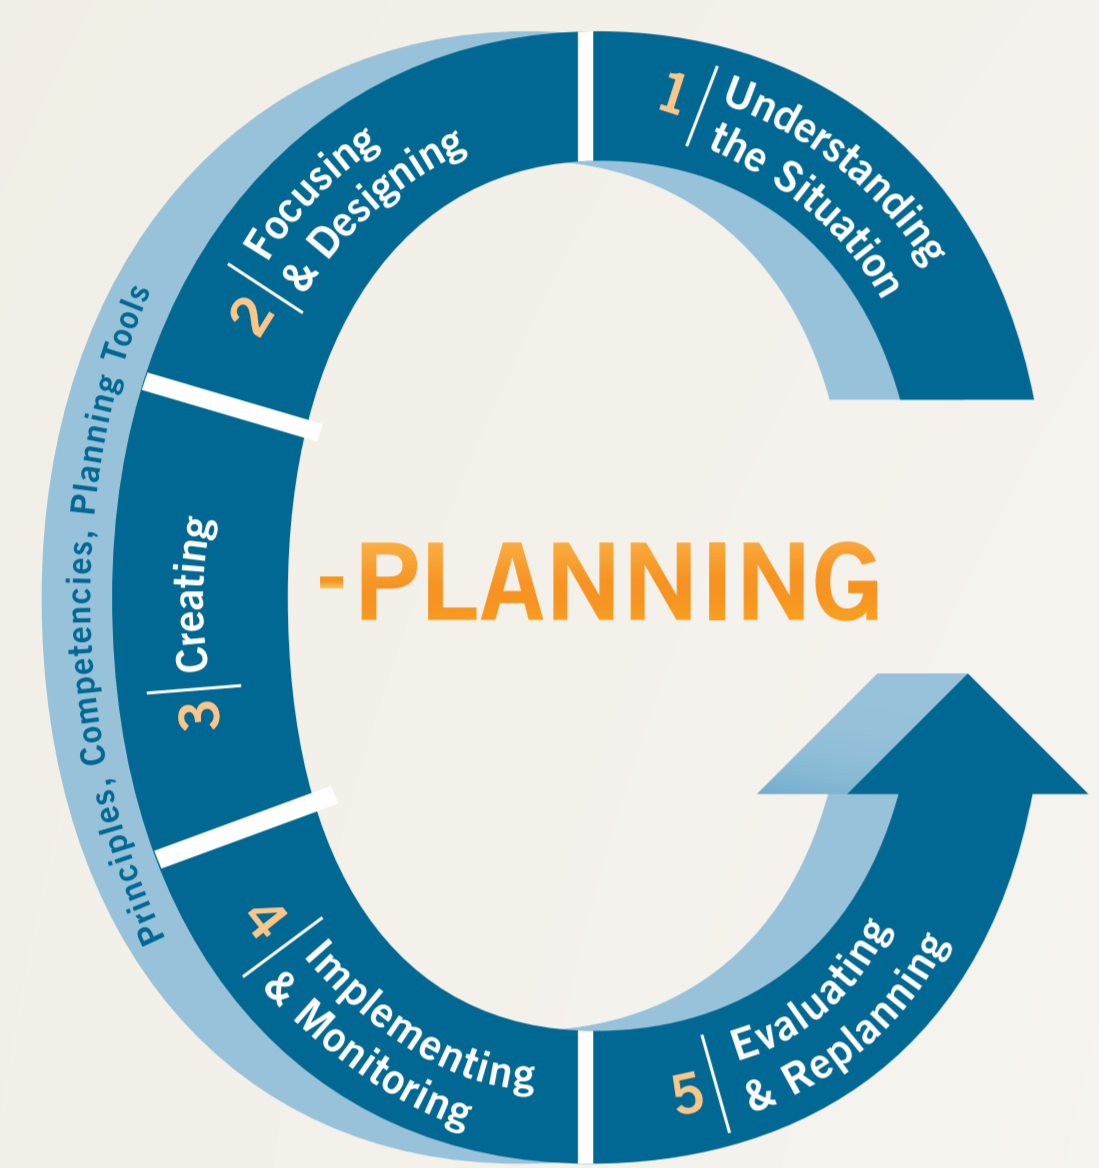 1
Understanding
the Situation
2
Focusing
& Designing
3
Creating
4
Implementing
& Monitoring
5
Evaluating
& Replanning
Principles, Competencies, Planning Tools
-PLANNING